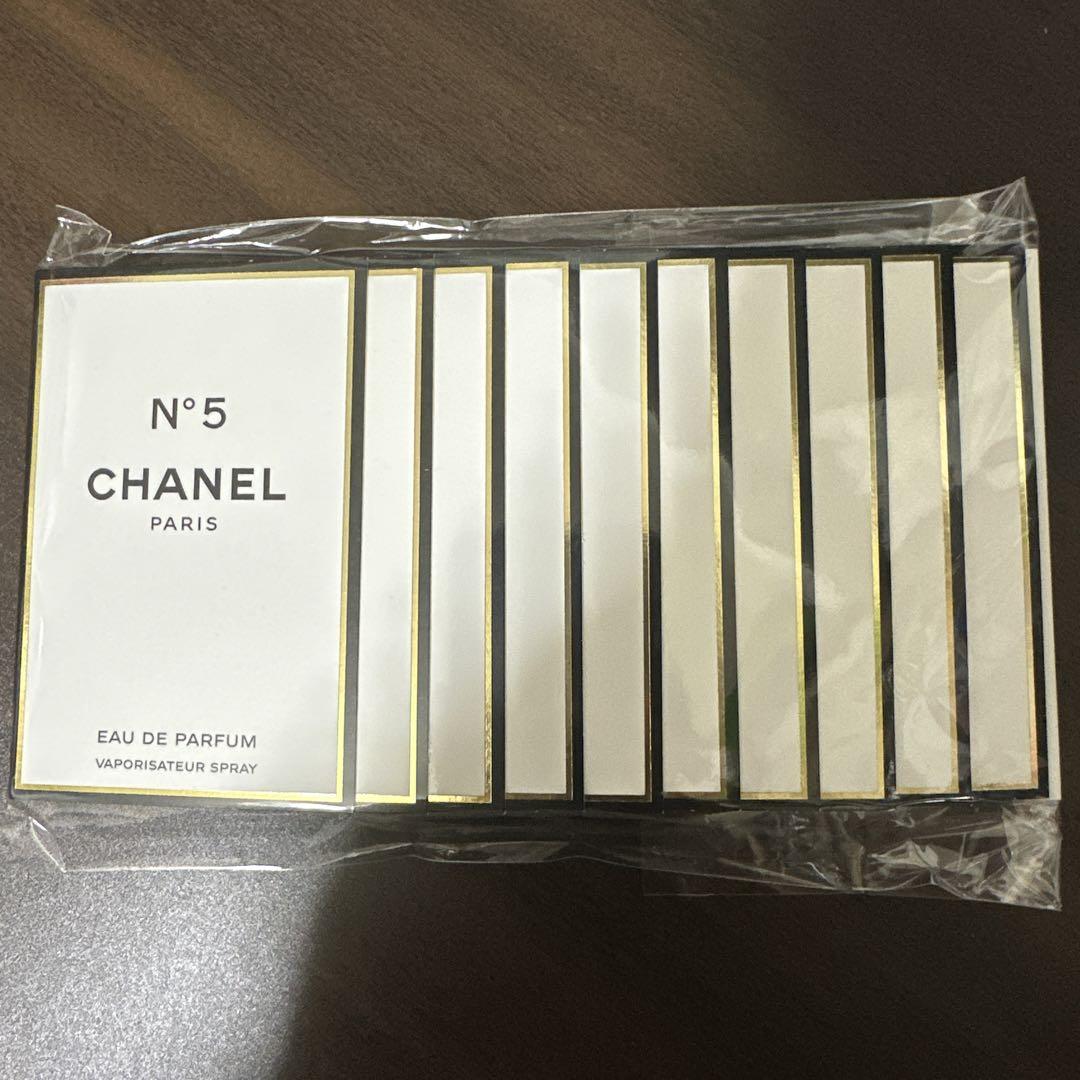 N°5
CHANEL
PARIS
EAU DE PARFUM
VAPORISATEUR SPRAY